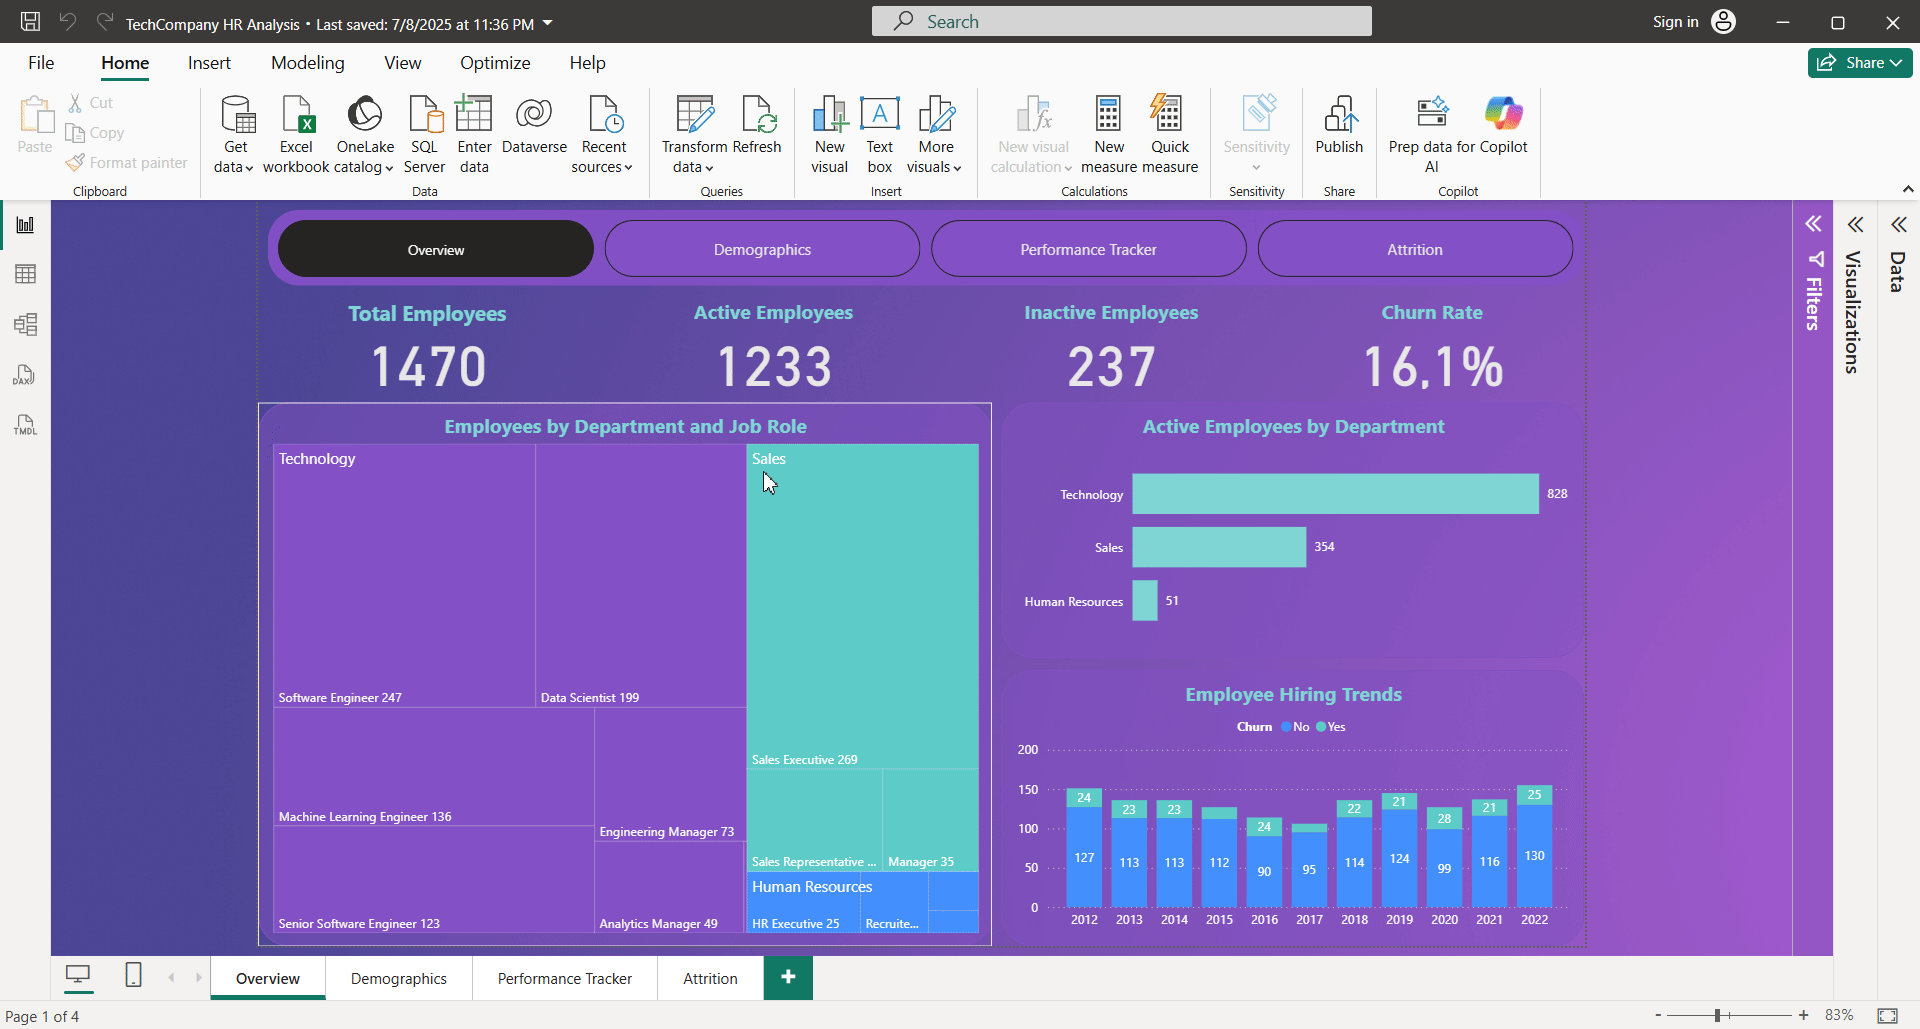 TechCompany HR Analysis • Last saved: 7/8/2025 at 11:36 PM
Search
Sign in
File Home Insert Modeling View Optimize Help
Share
Paste
Cut
Copy
Format painter
Clipboard
Get data
Excel workbook
OneLake catalog
SQL Server
Enter data
Dataverse
Recent sources
Data
Transform data
Refresh
Queries
New visual
Text box
More visuals
Insert
New visual calculation
New measure
Quick measure
Calculations
Sensitivity
Sensitivity
Publish
Share
Prep data for AI
Copilot
Copilot
DAX
TMDL
Overview
Demographics
Performance Tracker
Attrition
Total Employees
1470
Active Employees
1233
Inactive Employees
237
Churn Rate
16,1%
Employees by Department and Job Role
Technology
Software Engineer 247
Data Scientist 199
Machine Learning Engineer 136
Engineering Manager 73
Senior Software Engineer 123
Analytics Manager 49
Sales
Sales Executive 269
Sales Representative ...
Manager 35
Human Resources
HR Executive 25
Recruite...
Active Employees by Department
Technology 828
Sales 354
Human Resources 51
Employee Hiring Trends
Churn No Yes
200
150
100
50
0
24 23 23 24 22 21 28 21 25
127 113 113 112 90 95 114 124 99 116 130
2012 2013 2014 2015 2016 2017 2018 2019 2020 2021 2022
Filters
Visualizations
Data
Overview
Demographics
Performance Tracker
Attrition
Page 1 of 4
83%